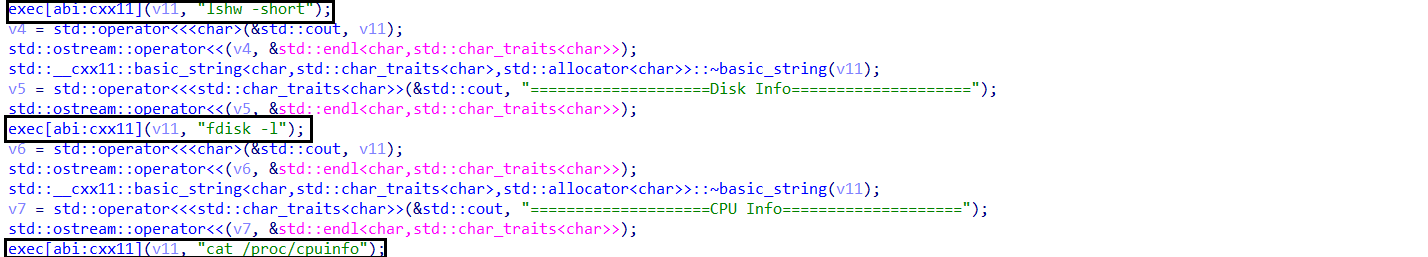 exec[abi:cxx11](v11, "lshw -short");
v4 = std::operator<<<char>(&std::cout, v11);
std::ostream::operator<<(v4, &std::endl<char,std::char_traits<char>>);
std::__cxx11::basic_string<char,std::char_traits<char>,std::allocator<char>>::~basic_string(v11);
v5 = std::operator<<<std::char_traits<char>>(&std::cout, "====================Disk Info====================");
std::ostream::operator<<(v5, &std::endl<char,std::char_traits<char>>);
exec[abi:cxx11](v11, "fdisk -l");
v6 = std::operator<<<char>(&std::cout, v11);
std::ostream::operator<<(v6, &std::endl<char,std::char_traits<char>>);
std::__cxx11::basic_string<char,std::char_traits<char>,std::allocator<char>>::~basic_string(v11);
v7 = std::operator<<<std::char_traits<char>>(&std::cout, "====================CPU Info====================");
std::ostream::operator<<(v7, &std::endl<char,std::char_traits<char>>);
exec[abi:cxx11](v11, "cat /proc/cpuinfo");